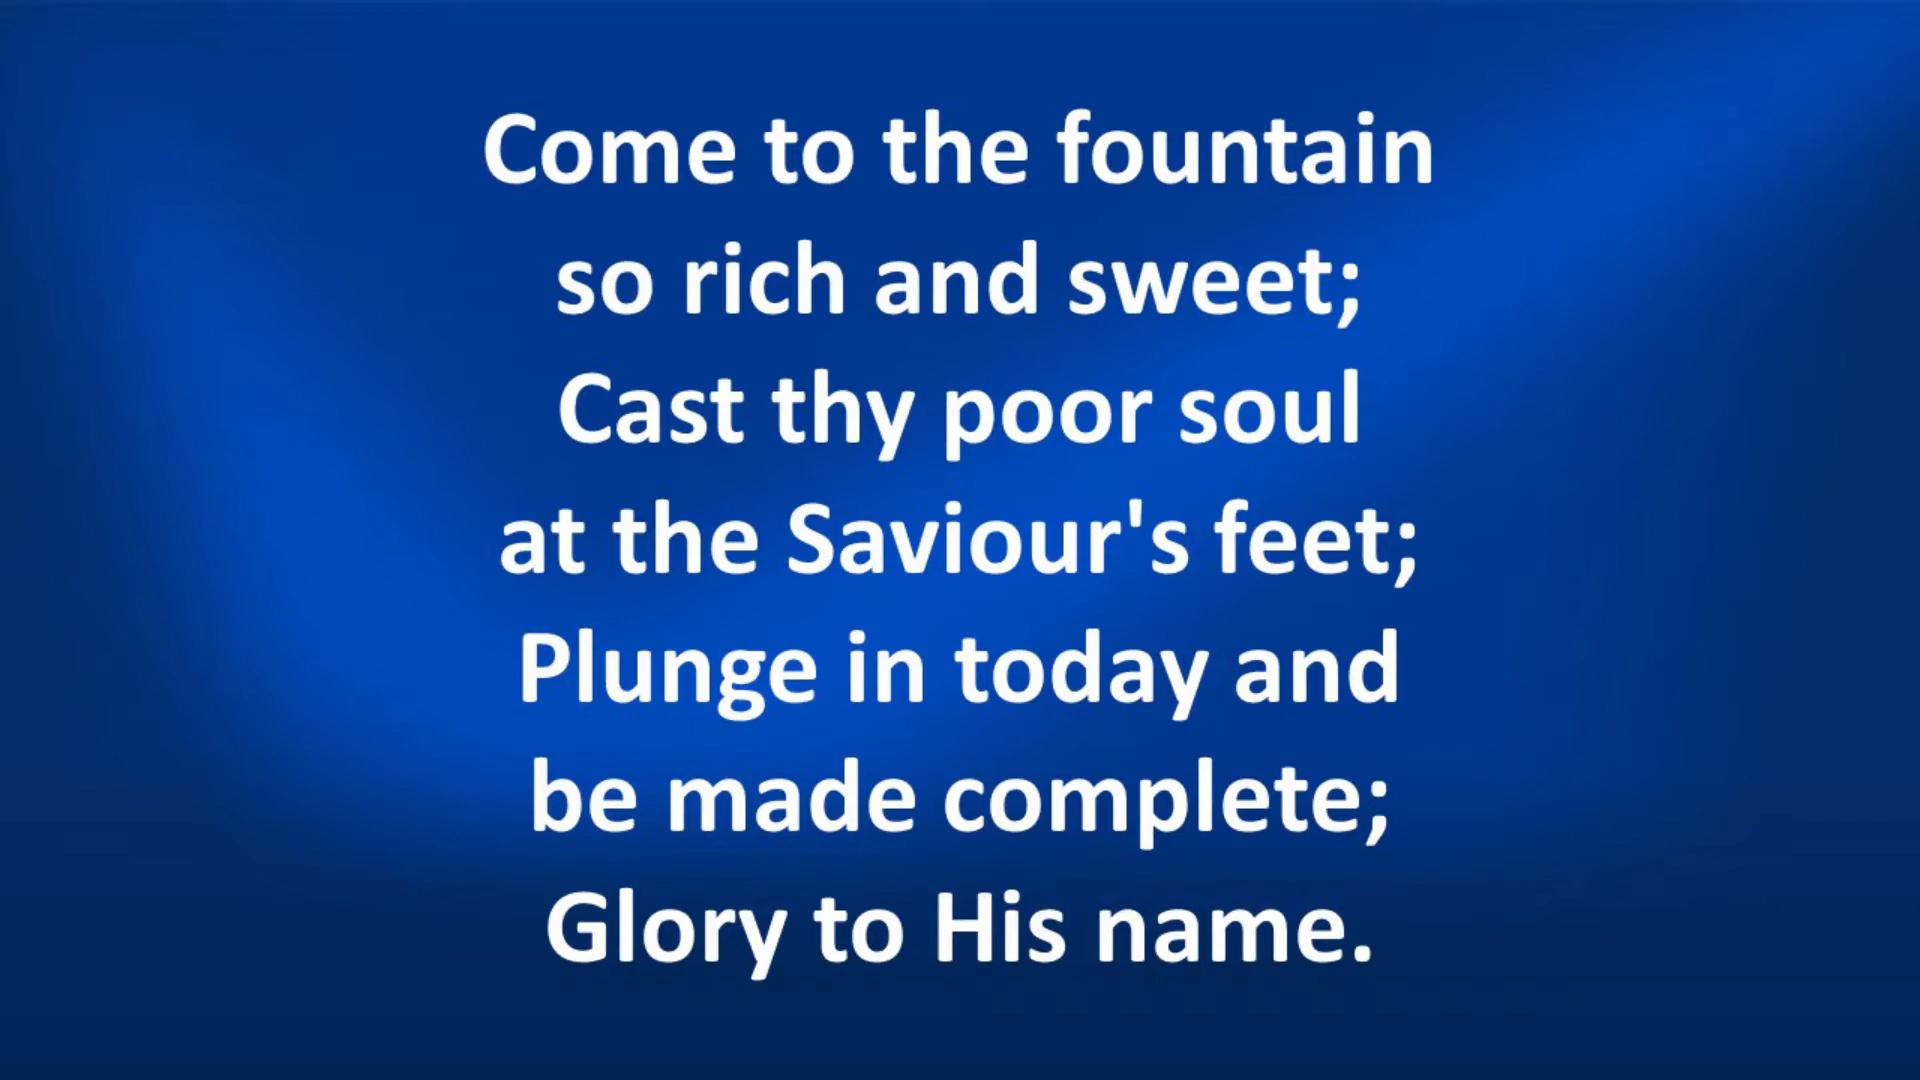 Come to the fountain
so rich and sweet;
Cast thy poor soul
at the Saviour's feet;
Plunge in today and
be made complete;
Glory to His name.